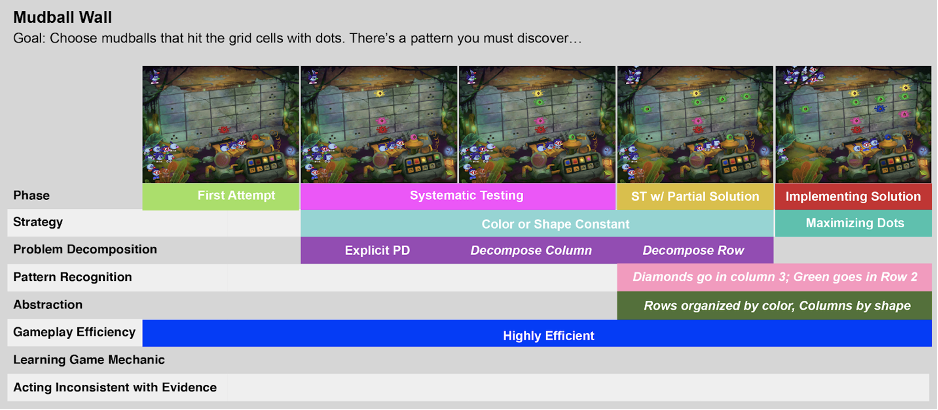 Mudball Wall
Goal: Choose mudballs that hit the grid cells with dots. There’s a pattern you must discover…
Phase
First Attempt
Systematic Testing
ST w/ Partial Solution
Implementing Solution
Strategy
Color or Shape Constant
Maximizing Dots
Problem Decomposition
Explicit PD
Decompose Column
Decompose Row
Pattern Recognition
Diamonds go in column 3; Green goes in Row 2
Abstraction
Rows organized by color, Columns by shape
Gameplay Efficiency
Highly Efficient
Learning Game Mechanic
Acting Inconsistent with Evidence